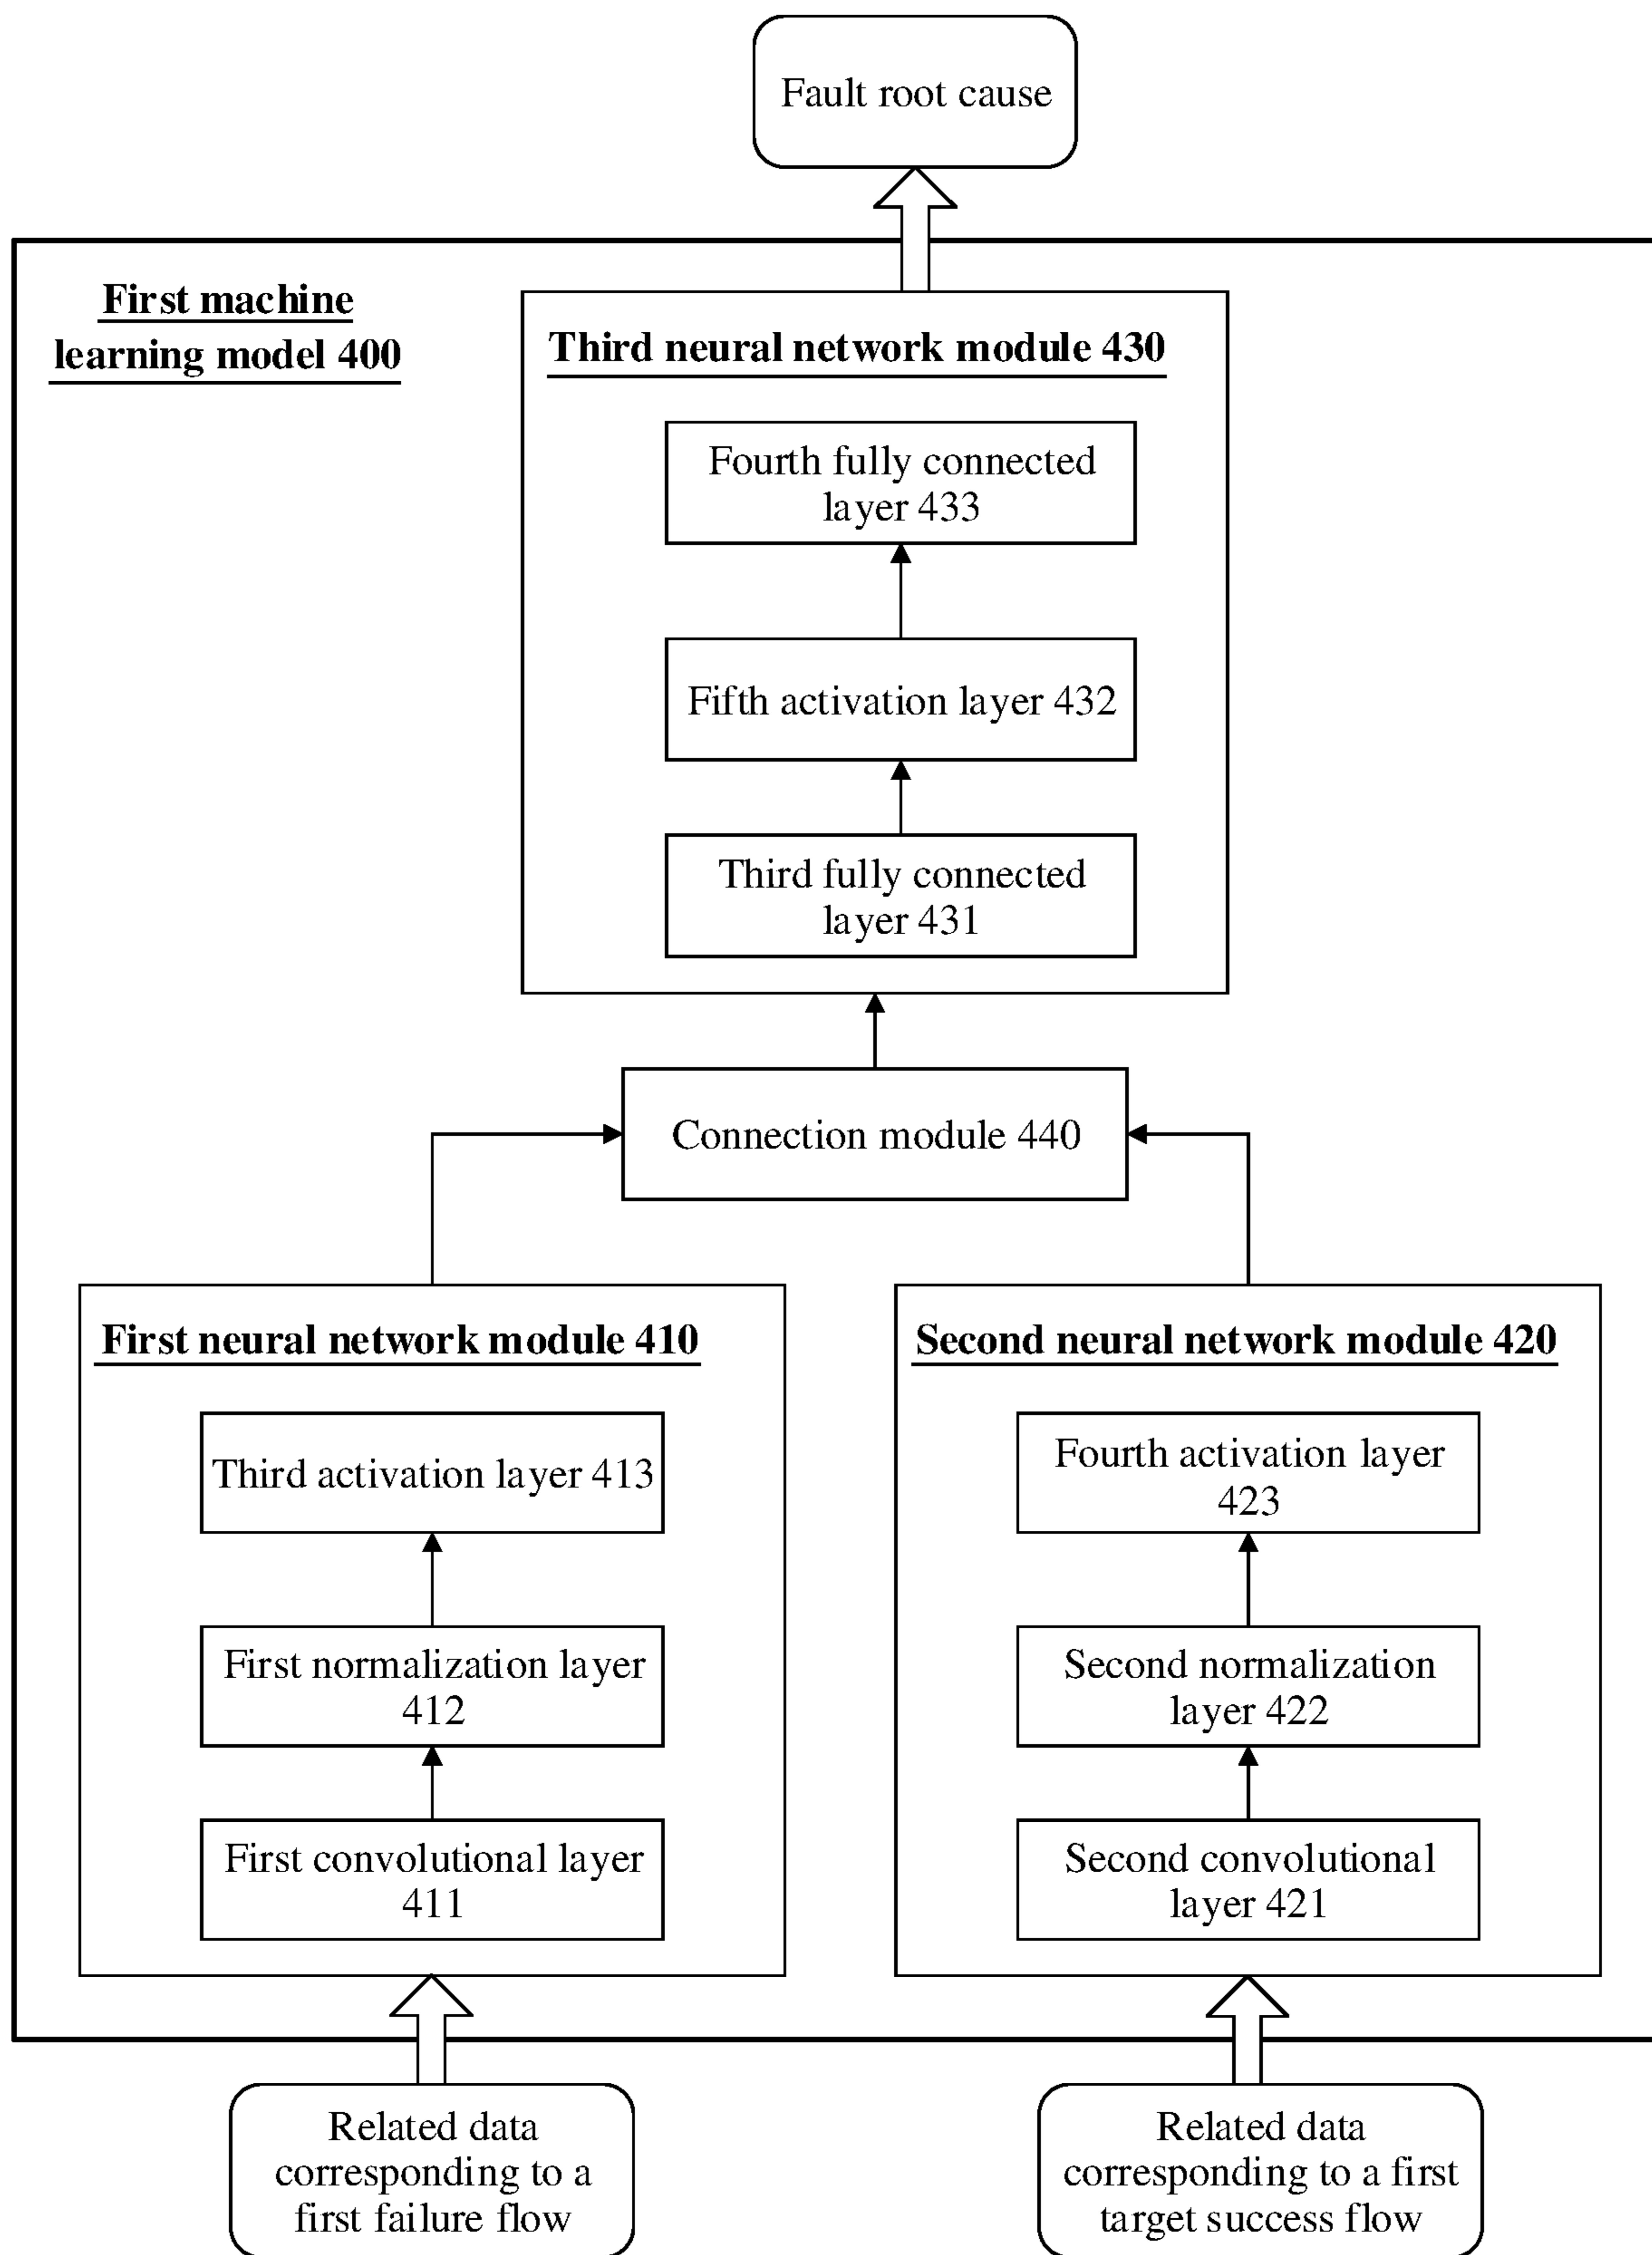 Fault root cause
First machine
learning model 400
Third neural network module 430
Fourth fully connected
layer 433
Fifth activation layer 432
Third fully connected
layer 431
Connection module 440
First neural network module 410
Third activation layer 413
First normalization layer
412
First convolutional layer
411
Second neural network module 420
Fourth activation layer
423
Second normalization
layer 422
Second convolutional
layer 421
Related data
corresponding to a
first failure flow
Related data
corresponding to a first
target success flow